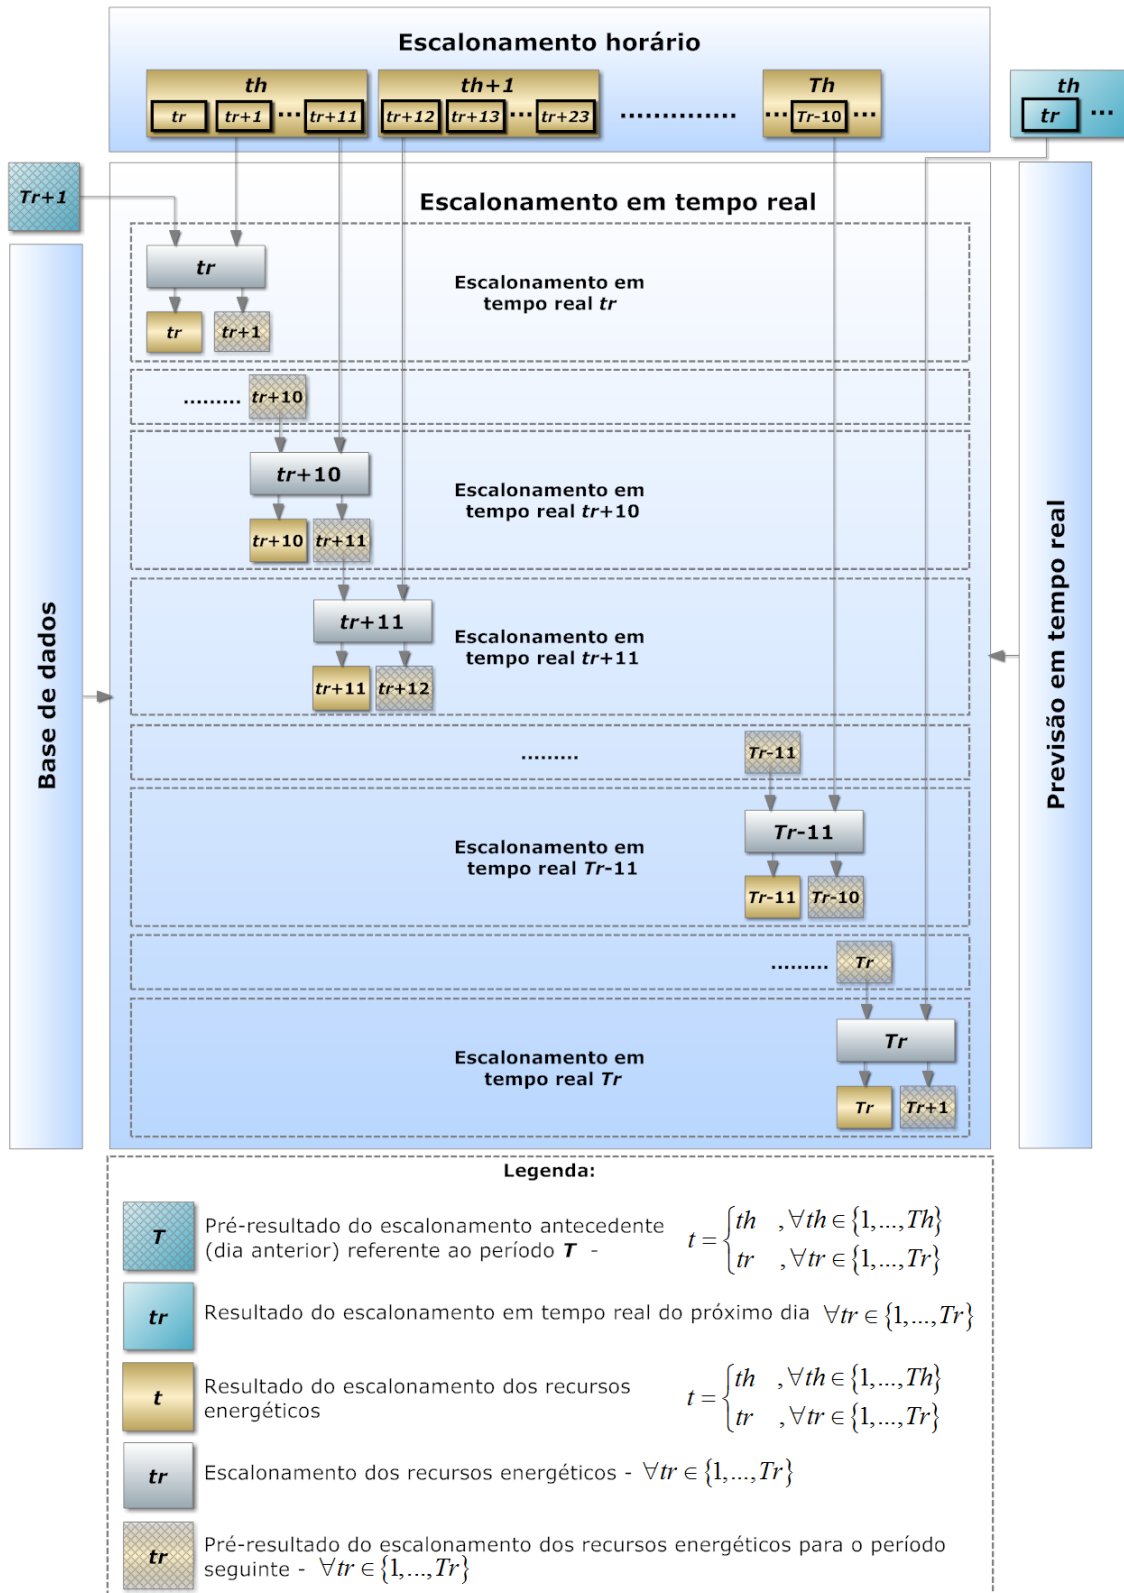 Escalonamento horário
th
th+1
Th
th
tr
tr+1
...
tr+11
tr+12
tr+13
...
tr+23
..............
...
Tr-10
...
tr
...
Tr+1
Escalonamento em tempo real
tr
Escalonamento em
tempo real tr
tr
tr+1
.........
tr+10
tr+10
Escalonamento em
tempo real tr+10
tr+10
tr+11
tr+11
Escalonamento em
tempo real tr+11
tr+11
tr+12
.........
Tr-11
Tr-11
Escalonamento em
tempo real Tr-11
Tr-11
Tr-10
.........
Tr
Tr
Escalonamento em
tempo real Tr
Tr
Tr+1
Base de dados
Previsão em tempo real
Legenda:
T
Pré-resultado do escalonamento antecedente
(dia anterior) referente ao período T -
t = { th , ∀th ∈ {1,...,Th}
tr , ∀tr ∈ {1,...,Tr}
tr
Resultado do escalonamento em tempo real do próximo dia ∀tr ∈ {1,...,Tr}
t
Resultado do escalonamento dos recursos
energéticos
t = { th , ∀th ∈ {1,...,Th}
tr , ∀tr ∈ {1,...,Tr}
tr
Escalonamento dos recursos energéticos - ∀tr ∈ {1,...,Tr}
tr
Pré-resultado do escalonamento dos recursos energéticos para o período
seguinte - ∀tr ∈ {1,...,Tr}